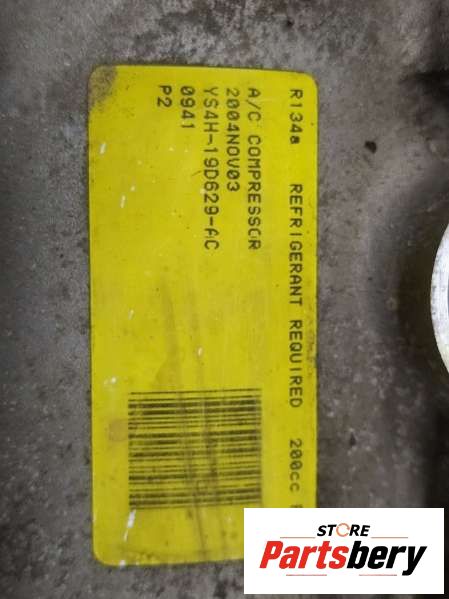 R134a REFRIGERANT REQUIRED 200cc
A/C COMPRESSOR
2004NOV03
YS4H-19D629-AC
0941
P2
STORE
Partsbery